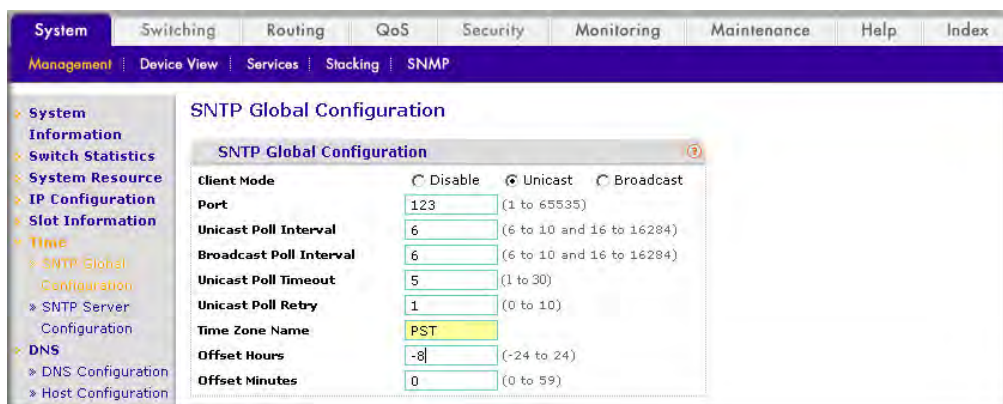 System Switching Routing QoS Security Monitoring Maintenance Help Index
Management Device View Services Stacking SNMP
System
Information
Switch Statistics
System Resource
IP Configuration
Slot Information
Time
» SNTP Global
Configuration
» SNTP Server
Configuration
DNS
» DNS Configuration
» Host Configuration
SNTP Global Configuration
SNTP Global Configuration ?
Client Mode Disable Unicast Broadcast
Port 123 (1 to 65535)
Unicast Poll Interval 6 (6 to 10 and 16 to 16284)
Broadcast Poll Interval 6 (6 to 10 and 16 to 16284)
Unicast Poll Timeout 5 (1 to 30)
Unicast Poll Retry 1 (0 to 10)
Time Zone Name PST
Offset Hours -8 (-24 to 24)
Offset Minutes 0 (0 to 59)